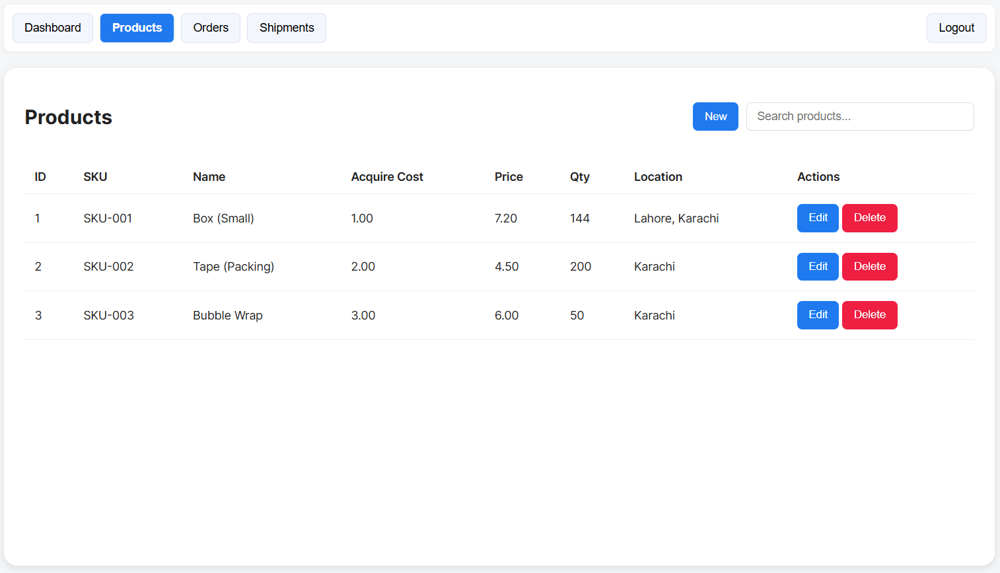 Dashboard Products Orders Shipments Logout
Products New Search products...
ID SKU Name Acquire Cost Price Qty Location Actions
1 SKU-001 Box (Small) 1.00 7.20 144 Lahore, Karachi Edit Delete
2 SKU-002 Tape (Packing) 2.00 4.50 200 Karachi Edit Delete
3 SKU-003 Bubble Wrap 3.00 6.00 50 Karachi Edit Delete